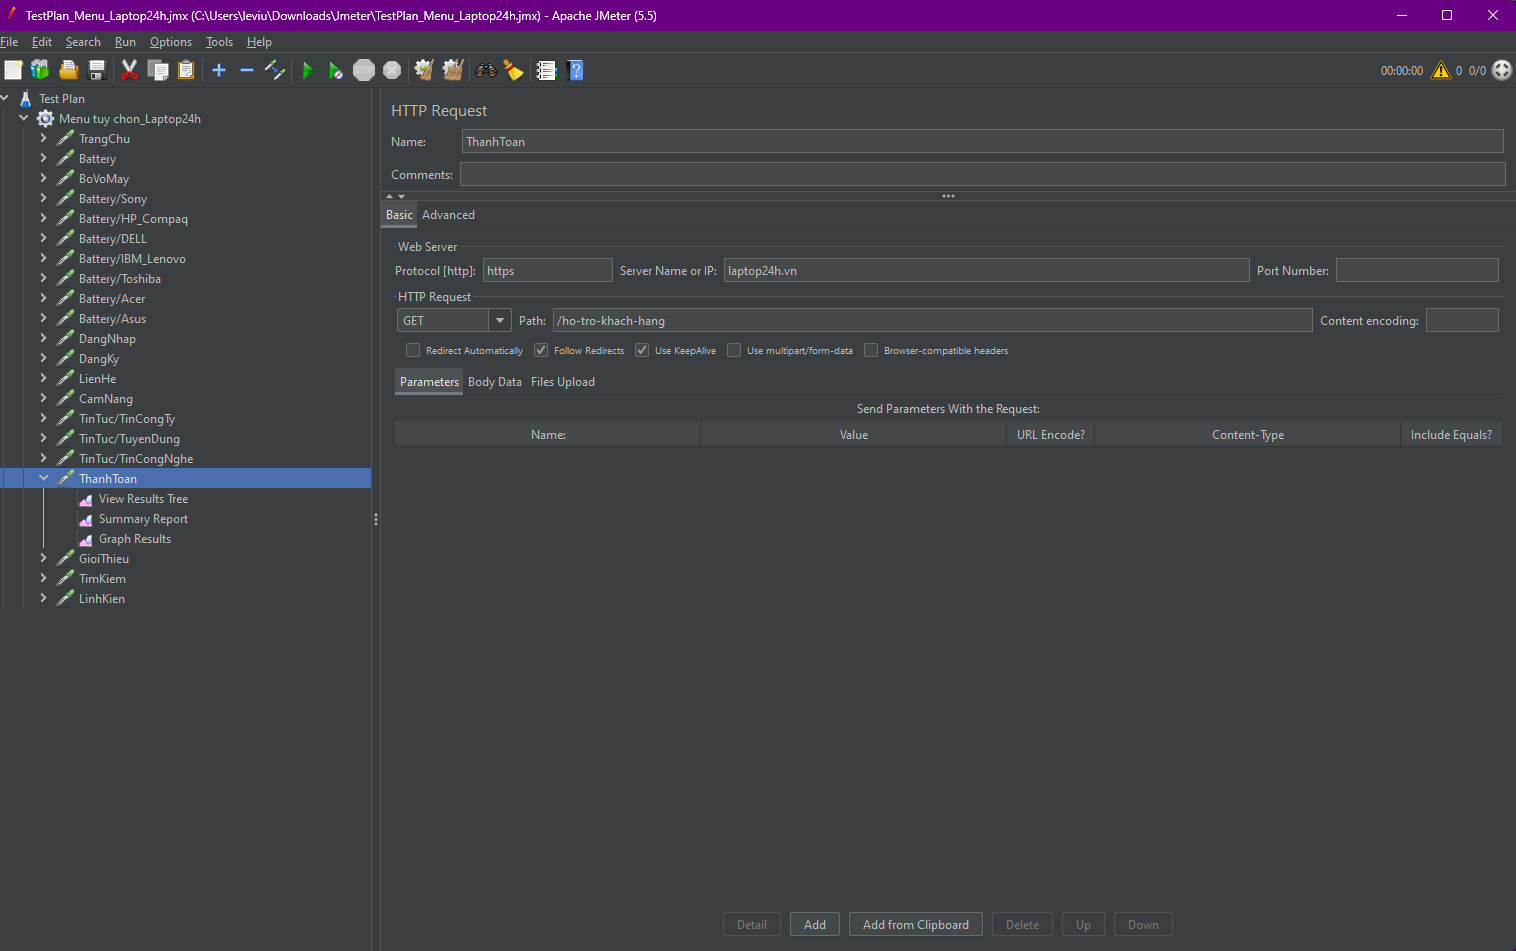 TestPlan_Menu_Laptop24h.jmx (C:\Users\leviu\Downloads\Jmeter\TestPlan_Menu_Laptop24h.jmx) - Apache JMeter (5.5)
File Edit Search Run Options Tools Help
STOP
00:00:00 0 0/0
Test Plan
Menu tuy chon_Laptop24h
TrangChu
Battery
BoVoMay
Battery/Sony
Battery/HP_Compaq
Battery/DELL
Battery/IBM_Lenovo
Battery/Toshiba
Battery/Acer
Battery/Asus
DangNhap
DangKy
LienHe
CamNang
TinTuc/TinCongTy
TinTuc/TuyenDung
TinTuc/TinCongNghe
ThanhToan
View Results Tree
Summary Report
Graph Results
GioiThieu
TimKiem
LinhKien
HTTP Request
Name: ThanhToan
Comments:
Basic Advanced
Web Server
Protocol [http]: https Server Name or IP: laptop24h.vn Port Number:
HTTP Request
GET Path: /ho-tro-khach-hang Content encoding:
Redirect Automatically Follow Redirects Use KeepAlive Use multipart/form-data Browser-compatible headers
Parameters Body Data Files Upload
Send Parameters With the Request:
Name: Value URL Encode? Content-Type Include Equals?
Detail Add Add from Clipboard Delete Up Down